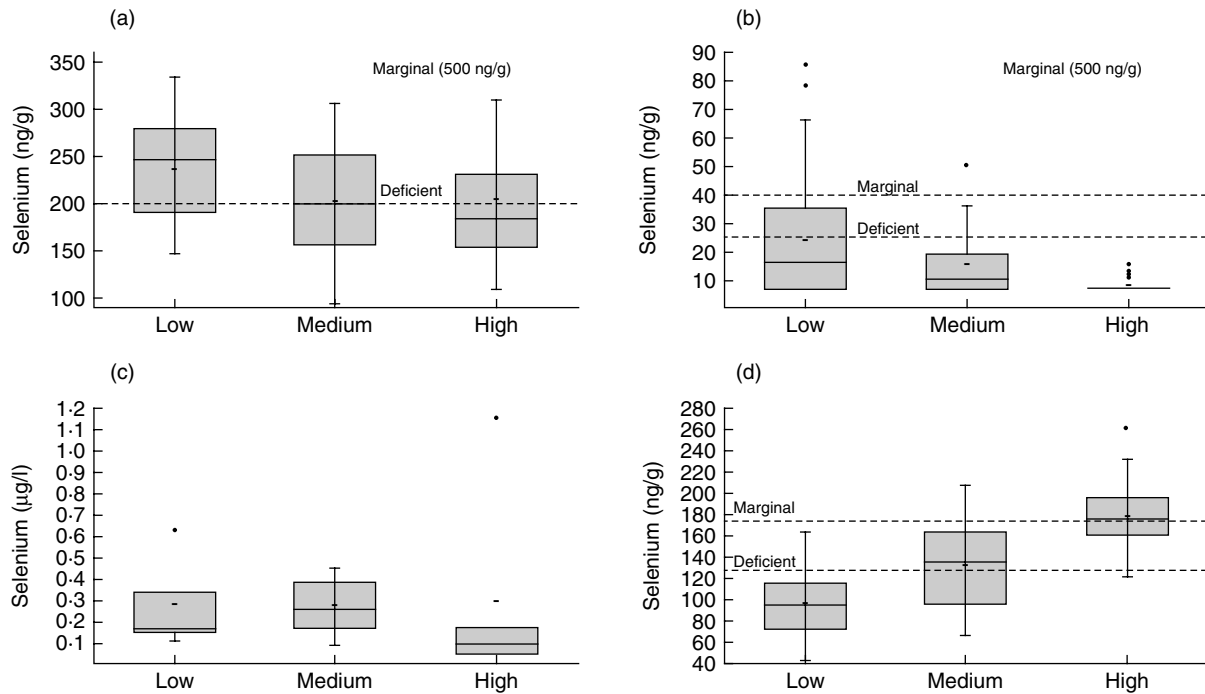 (a)
Marginal (500 ng/g)
Selenium (ng/g)
350
300
250
200
150
100
Deficient
Low Medium High
(b)
Marginal (500 ng/g)
Selenium (ng/g)
90
80
70
60
50
40
30
20
10
Marginal
Deficient
Low Medium High
(c)
Selenium (µg/l)
1·2
1·1
1·0
0·9
0·8
0·7
0·6
0·5
0·4
0·3
0·2
0·1
Low Medium High
(d)
Selenium (ng/g)
280
260
240
220
200
180
160
140
120
100
80
60
40
Marginal
Deficient
Low Medium High